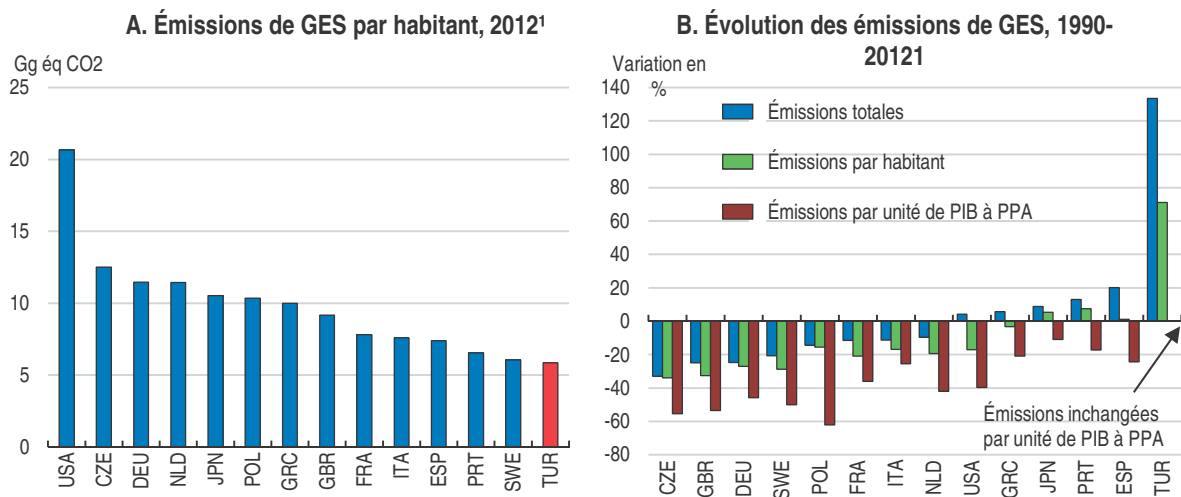 A. Émissions de GES par habitant, 2012¹
Gg éq CO2
25
20
15
10
5
0
USA
CZE
DEU
NLD
JPN
POL
GRC
GBR
FRA
ITA
ESP
PRT
SWE
TUR
B. Évolution des émissions de GES, 1990-
20121
Variation en
%
140
120
100
80
60
40
20
0
-20
-40
-60
-80
Émissions totales
Émissions par habitant
Émissions par unité de PIB à PPA
Émissions inchangées
par unité de PIB à PPA
CZE
GBR
DEU
SWE
POL
FRA
ITA
NLD
USA
GRC
JPN
PRT
ESP
TUR